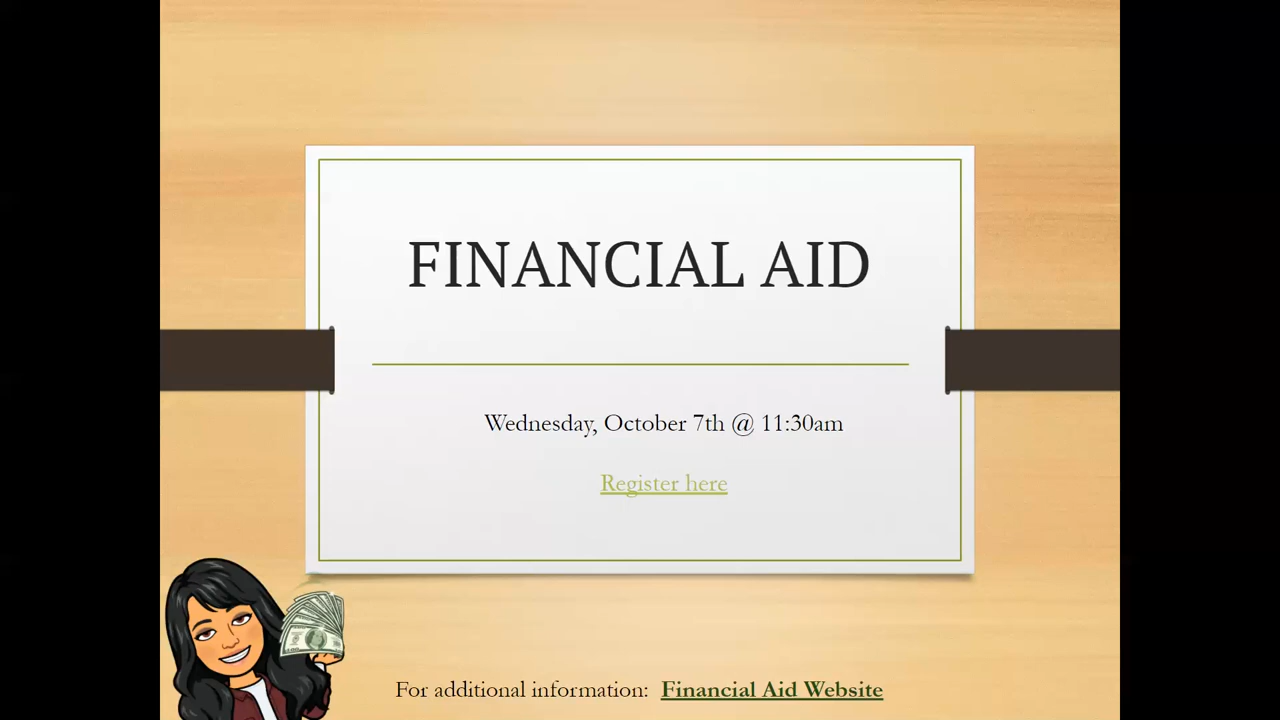 FINANCIAL AID
Wednesday, October 7th @ 11:30am
Register here
For additional information: Financial Aid Website